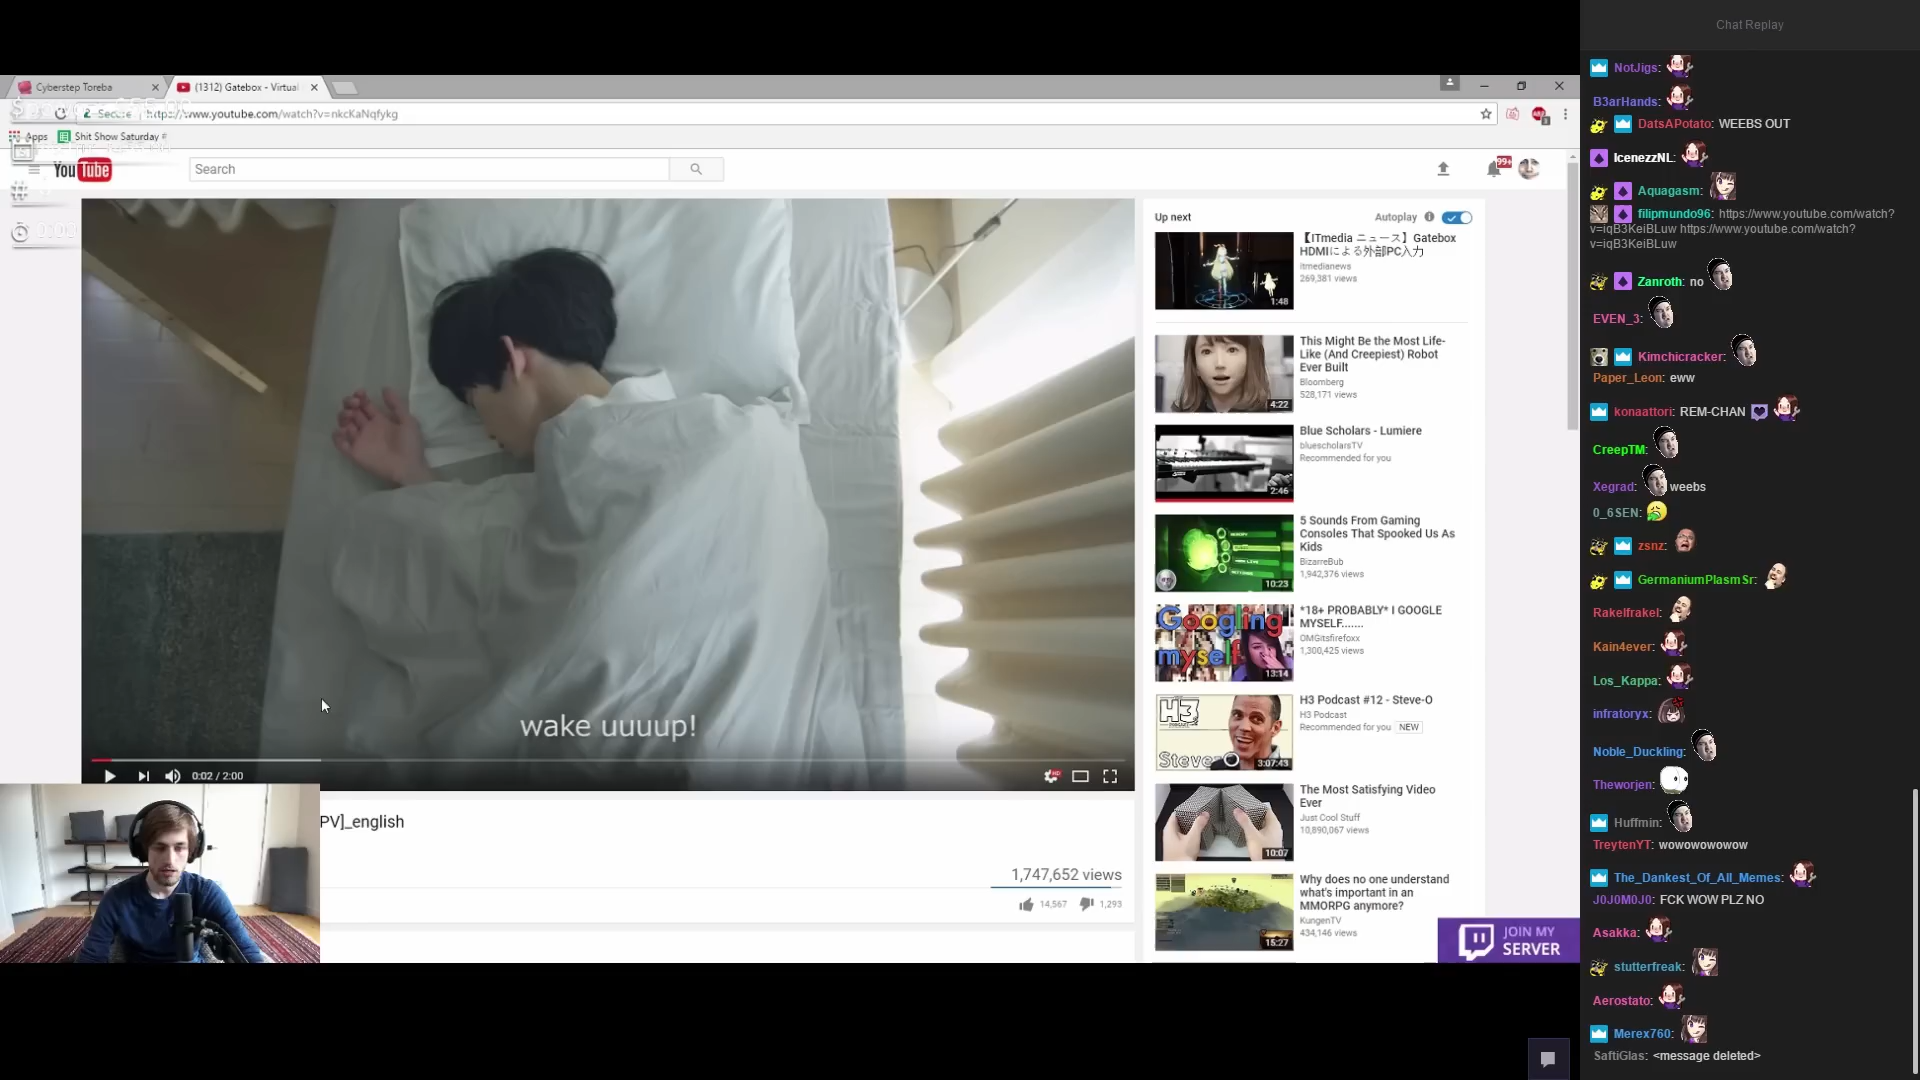 Chat Replay
Cyberstep Toreba
(1312) Gatebox - Virtual
Secure
https://www.youtube.com/watch?v=nkcKaNqfykg
Apps
Shit Show Saturday #
YouTube
Search
99+
#
0:00
wake uuuup!
0:02 / 2:00
PV]_english
1,747,652 views
14,567
1,293
Up next
Autoplay
【ITmedia ニュース】Gatebox
HDMIによる外部PC入力
itmedianews
269,381 views
1:48
This Might Be the Most Life-
Like (And Creepiest) Robot
Ever Built
Bloomberg
528,171 views
4:22
Blue Scholars - Lumiere
bluescholarsTV
Recommended for you
2:46
5 Sounds From Gaming
Consoles That Spooked Us As
Kids
BizarreBub
1,942,376 views
10:23
*18+ PROBABLY* I GOOGLE
MYSELF.......
OMGitsfirefoxx
1,300,425 views
Googling
myself
13:14
H3 Podcast #12 - Steve-O
H3 Podcast
Recommended for you
NEW
H3
Steve-O
3:07:43
The Most Satisfying Video
Ever
Just Cool Stuff
10,890,067 views
10:07
Why does no one understand
what's important in an
MMORPG anymore?
KungenTV
434,146 views
15:27
JOIN MY
SERVER
NotJigs:
B3arHands:
DatsAPotato: WEEBS OUT
IcenezzNL:
Aquagasm:
filipmundo96: https://www.youtube.com/watch?
v=iqB3KeiBLuw https://www.youtube.com/watch?
v=iqB3KeiBLuw
Zanroth: no
EVEN_3:
Kimchicracker:
Paper_Leon: eww
konaattori: REM-CHAN
CreepTM:
Xegrad: weebs
0_6SEN:
zsnz:
GermaniumPlasmSr:
Rakelfrakel:
Kain4ever:
Los_Kappa:
infratoryx:
Noble_Duckling:
Theworjen:
Huffmin:
TreytenYT: wowowowowow
The_Dankest_Of_All_Memes:
J0J0M0J0: FCK WOW PLZ NO
Asakka:
stutterfreak:
Aerostato:
Merex760:
SaftiGlas: <message deleted>